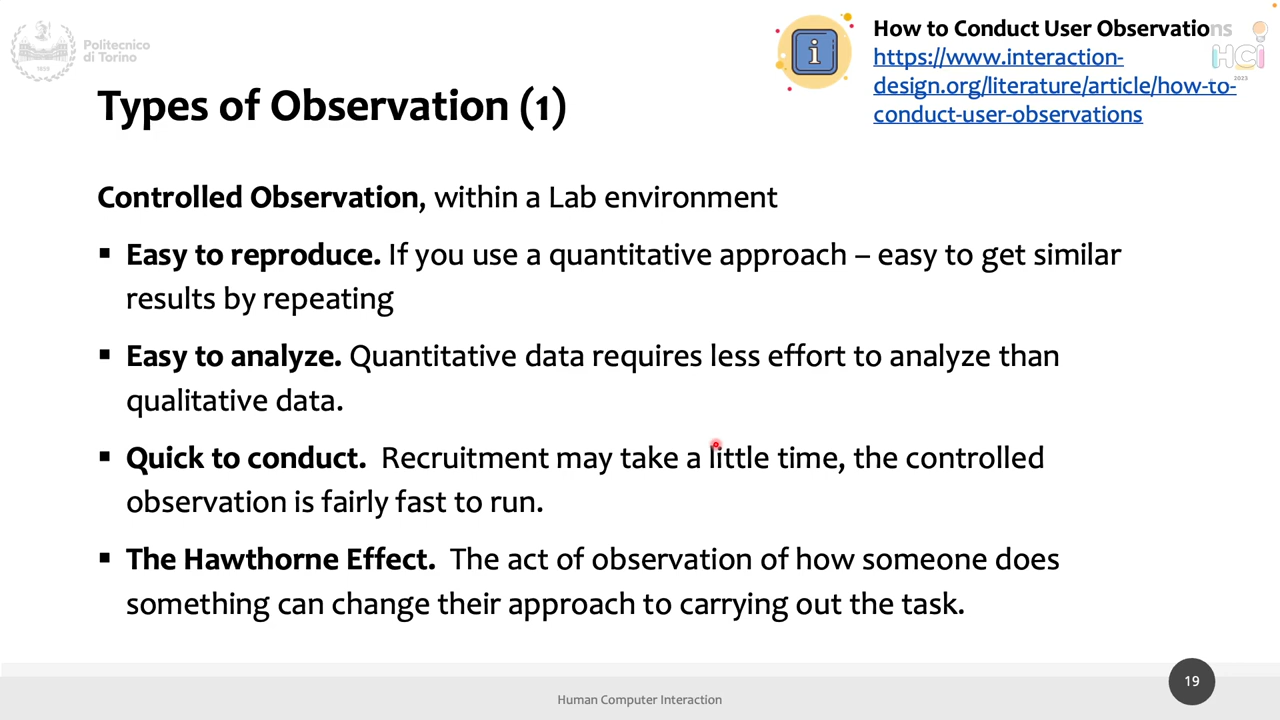 Politecnico
di Torino
1859
How to Conduct User Observations
https://www.interaction-
design.org/literature/article/how-to-
conduct-user-observations
HCI
2023
Types of Observation (1)
Controlled Observation, within a Lab environment
▪ Easy to reproduce. If you use a quantitative approach – easy to get similar
results by repeating
▪ Easy to analyze. Quantitative data requires less effort to analyze than
qualitative data.
▪ Quick to conduct.  Recruitment may take a little time, the controlled
observation is fairly fast to run.
▪ The Hawthorne Effect.  The act of observation of how someone does
something can change their approach to carrying out the task.
Human Computer Interaction
19